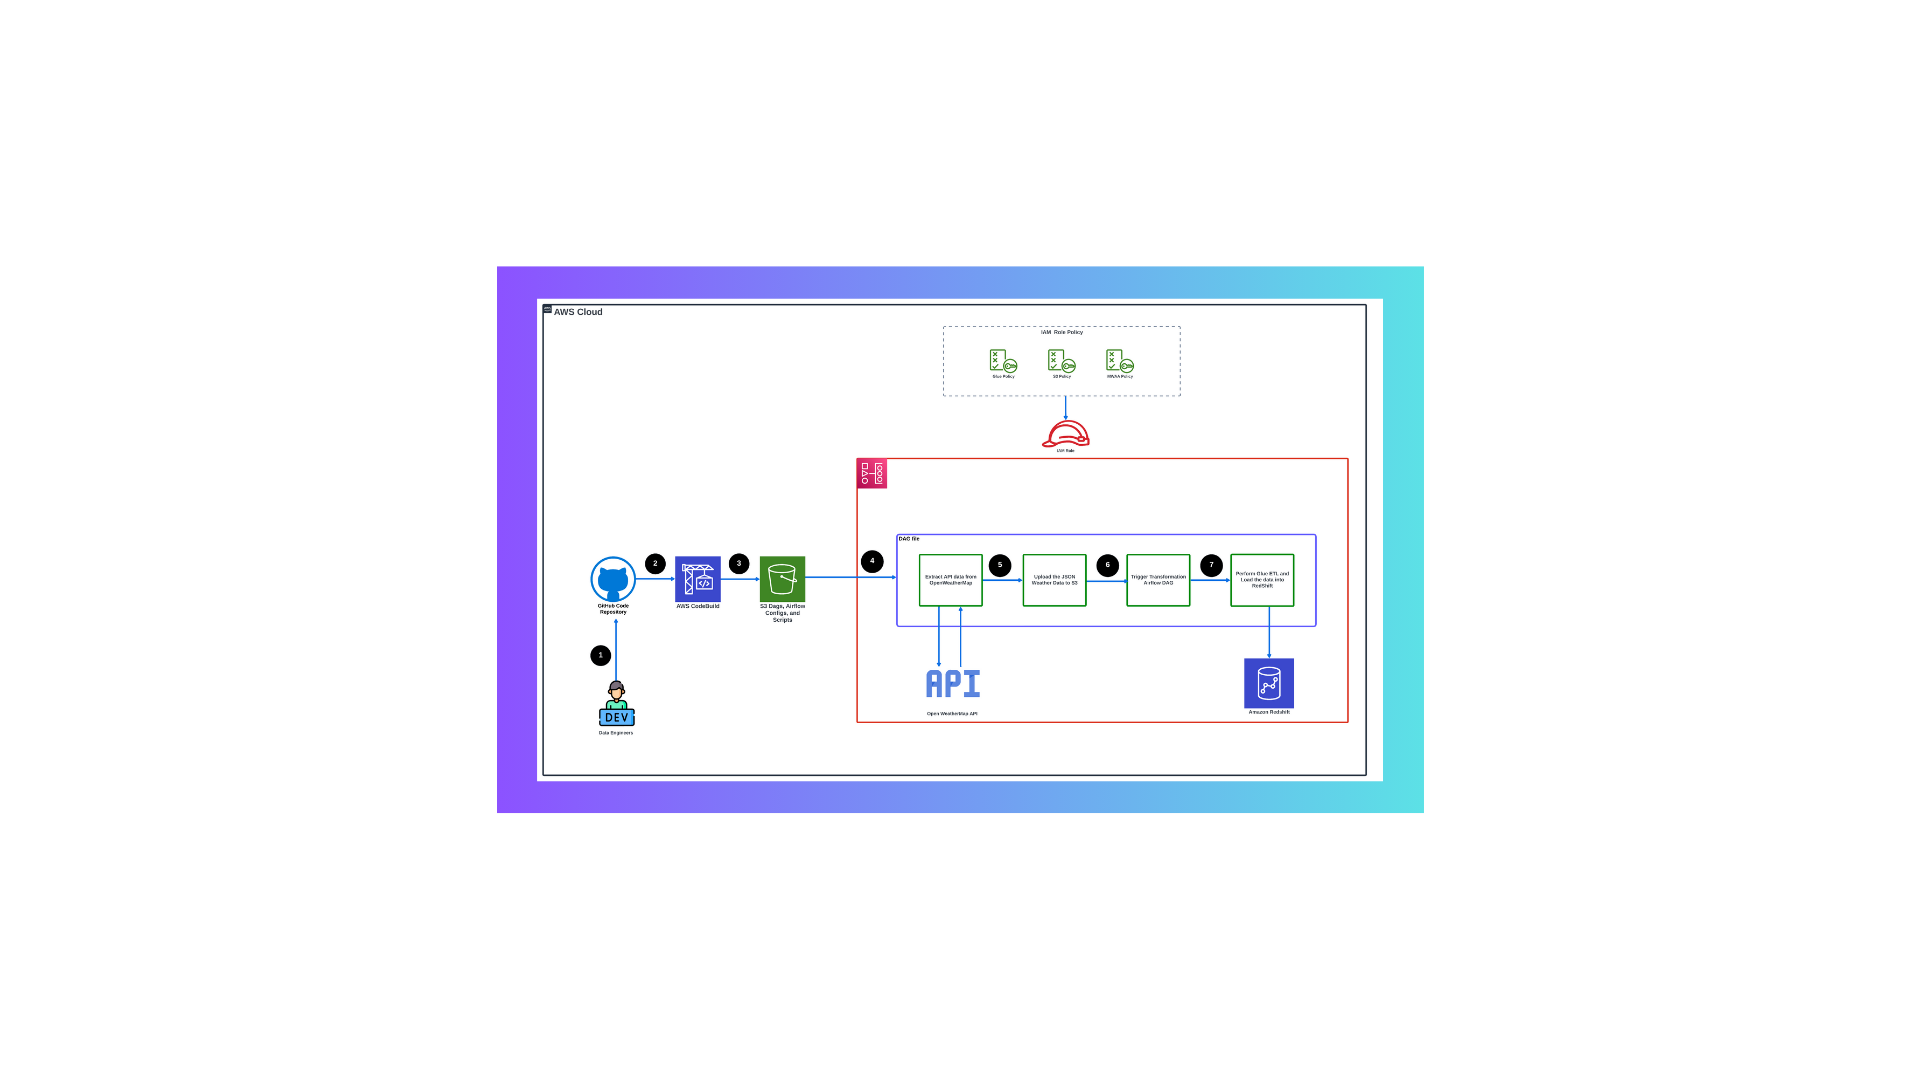 AWS Cloud
IAM Role Policy
Glue Policy
S3 Policy
MWAA Policy
IAM Role
DAG file
2
3
4
5
6
7
Extract API data from
OpenWeatherMap
Upload the JSON
Weather Data to S3
Trigger Transformation
Airflow DAG
Perform Glue ETL and
Load the data into
RedShift
GitHub Code
Repository
AWS CodeBuild
S3 Dags, Airflow
Configs, and
Scripts
1
DEV
Data Engineers
API
Open WeatherMap API
Amazon Redshift